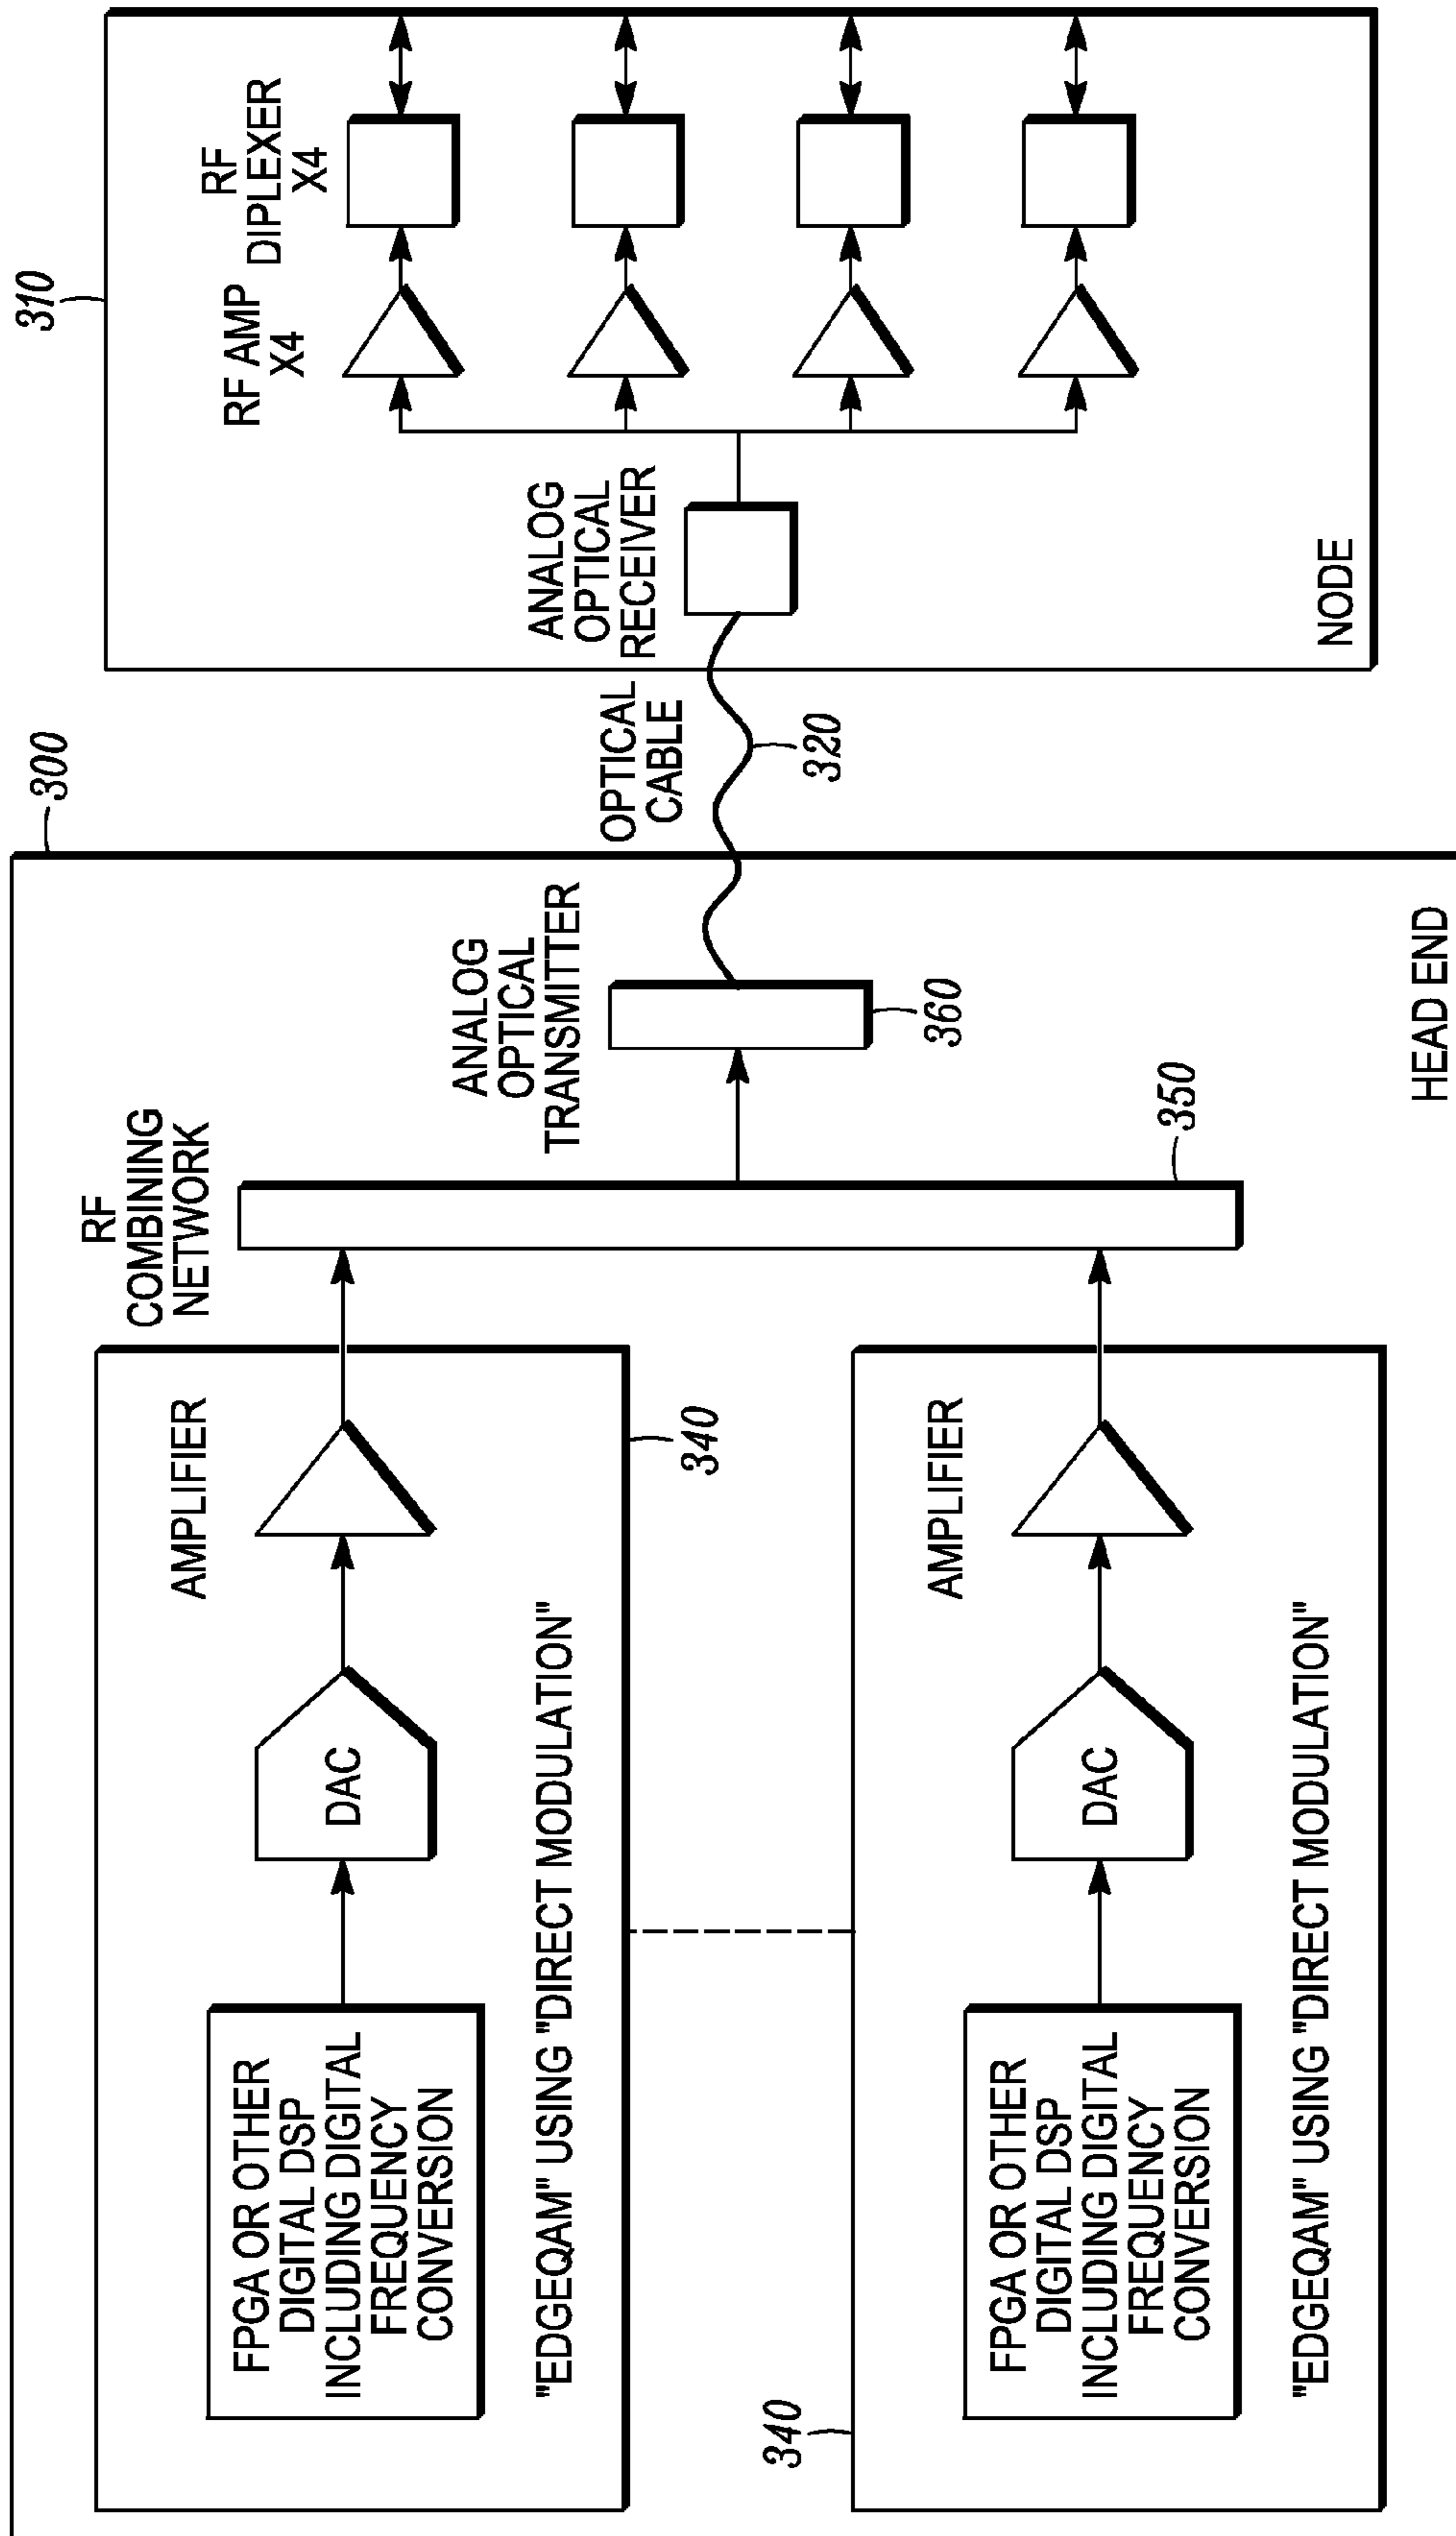 300
310
RF
COMBINING
NETWORK
AMPLIFIER
DAC
FPGA OR OTHER
DIGITAL DSP
INCLUDING DIGITAL
FREQUENCY
CONVERSION
"EDGEQAM" USING "DIRECT MODULATION"
340
340
AMPLIFIER
DAC
FPGA OR OTHER
DIGITAL DSP
INCLUDING DIGITAL
FREQUENCY
CONVERSION
"EDGEQAM" USING "DIRECT MODULATION"
350
ANALOG
OPTICAL
TRANSMITTER
360
HEAD END
OPTICAL
CABLE
320
ANALOG
OPTICAL
RECEIVER
RF AMP
X4
RF
DIPLEXER
X4
NODE